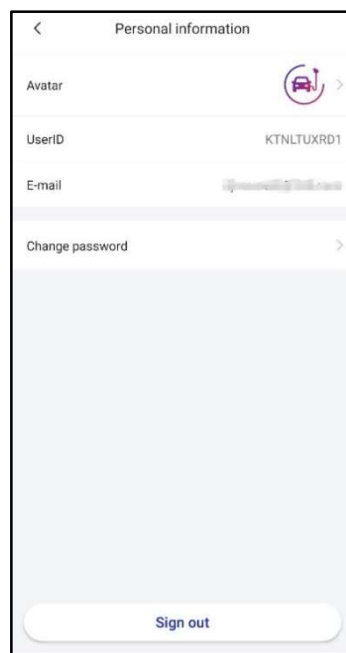 Personal information
Avatar
UserID KTNLTUXRD1
E-mail
Change password
Sign out